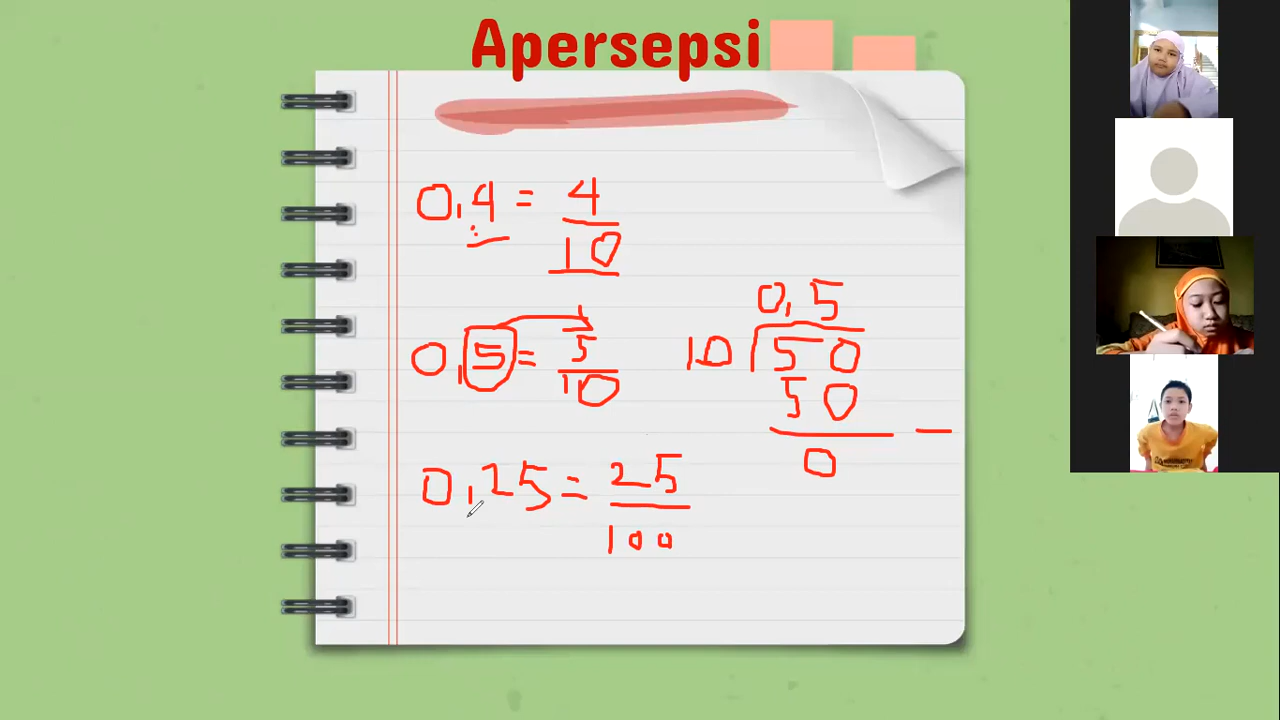 Apersepsi
0,4 = 4/10
0,5 = 5/10
0,5
10 50
50 −
0
0,25 = 25/100